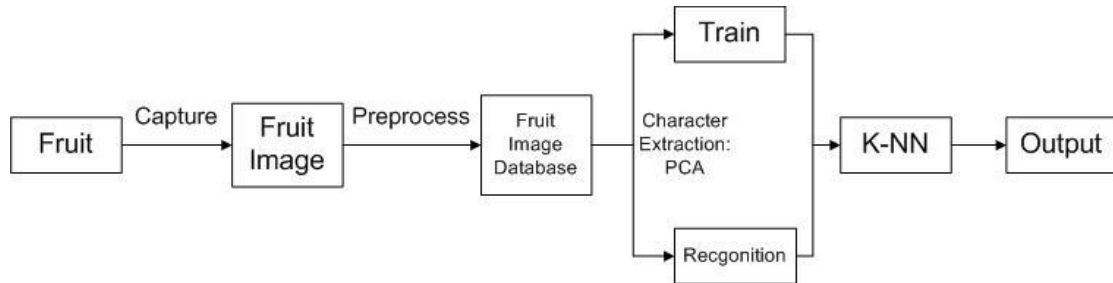 Fruit
Capture
Fruit
Image
Preprocess
Fruit
Image
Database
Character
Extraction:
PCA
Train
Recgonition
K-NN
Output